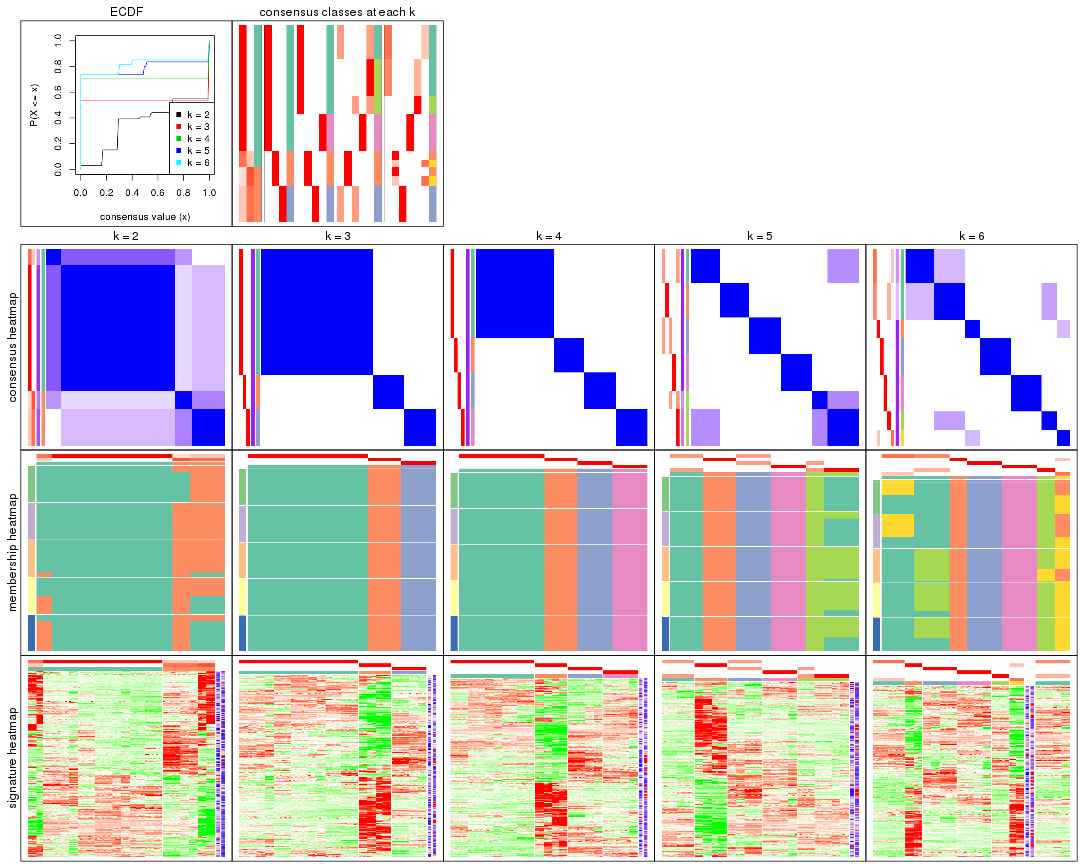 ECDF
consensus classes at each k
P(X <= x)
0.0 0.2 0.4 0.6 0.8 1.0
k = 2
k = 3
k = 4
k = 5
k = 6
0.0 0.2 0.4 0.6 0.8 1.0
consensus value (x)
k = 2
k = 3
k = 4
k = 5
k = 6
consensus heatmap
membership heatmap
signature heatmap